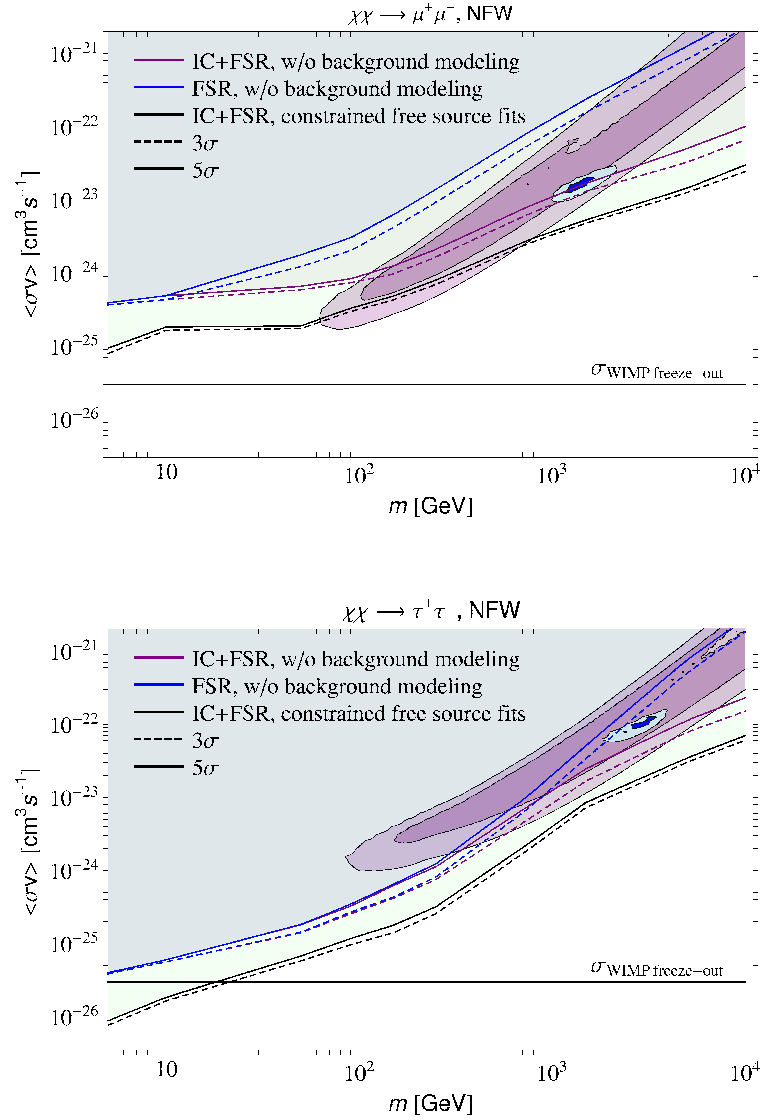 χχ ⟶ μ⁺μ⁻, NFW
10⁻²¹
IC+FSR, w/o background modeling
FSR, w/o background modeling
10⁻²²
IC+FSR, constrained free source fits
3σ
5σ
10⁻²³
<σv> [cm³s⁻¹]
10⁻²⁴
10⁻²⁵
σWIMP freeze−out
10⁻²⁶
10 10² 10³ 10⁴
m [GeV]
χχ ⟶ τ⁺τ , NFW
10⁻²¹
IC+FSR, w/o background modeling
FSR, w/o background modeling
10⁻²²
IC+FSR, constrained free source fits
3σ
5σ
10⁻²³
<σv> [cm³s⁻¹]
10⁻²⁴
10⁻²⁵
σWIMP freeze−out
10⁻²⁶
10 10² 10³ 10⁴
m [GeV]